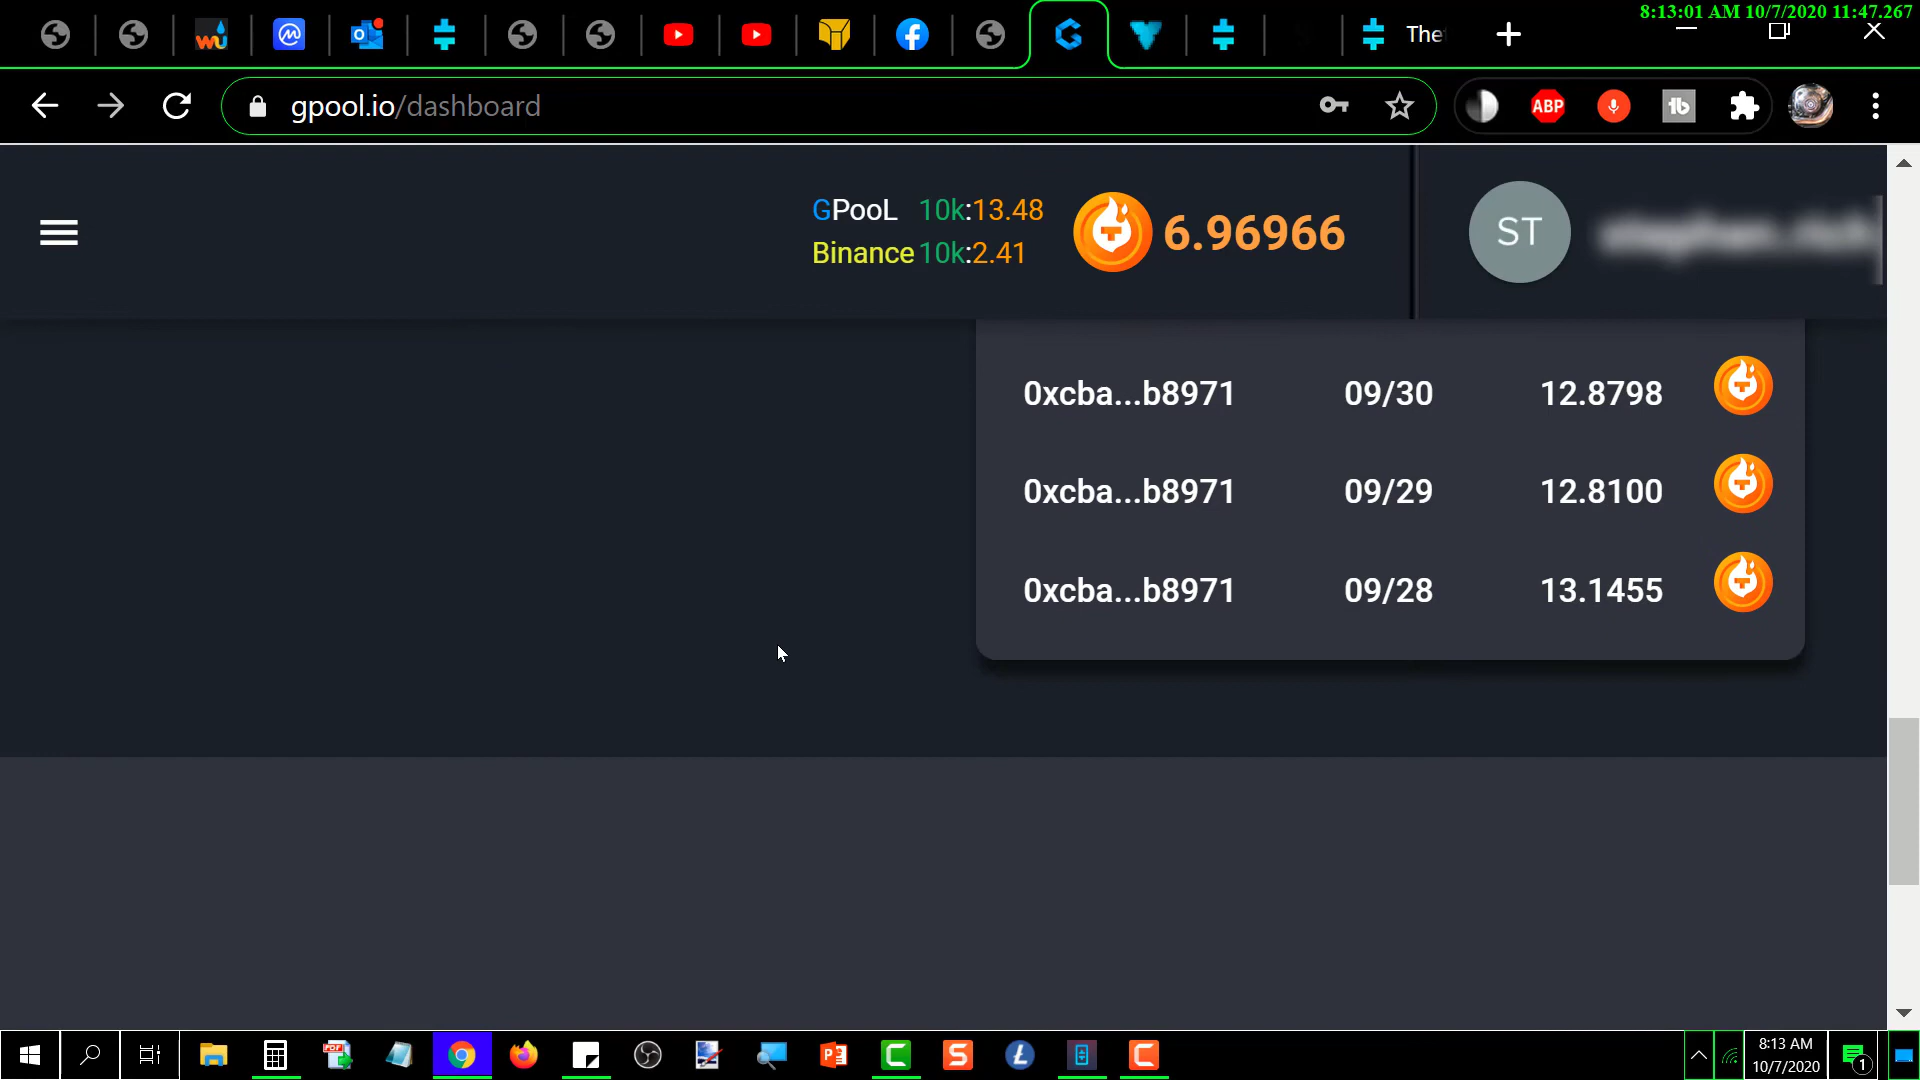 8:13:01 AM 10/7/2020 11:47.267
The
gpool.io/dashboard
ABP
GPooL 10k:13.48
Binance 10k:2.41
6.96966
ST
0xcba...b8971 09/30 12.8798
0xcba...b8971 09/29 12.8100
0xcba...b8971 09/28 13.1455
8:13 AM
10/7/2020
1